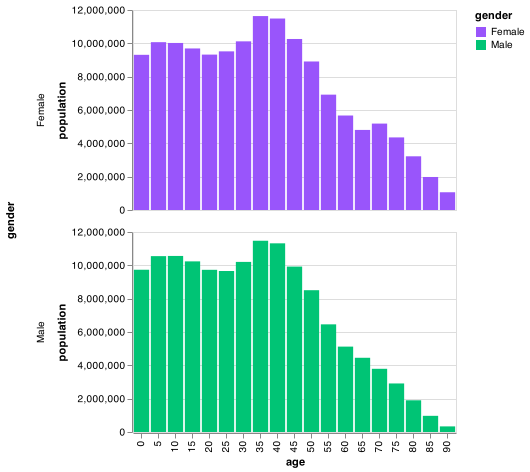 gender
Female
Male
12,000,000
10,000,000
8,000,000
6,000,000
4,000,000
2,000,000
0
population
Female
gender
12,000,000
10,000,000
8,000,000
6,000,000
4,000,000
2,000,000
0
population
Male
0 5 10 15 20 25 30 35 40 45 50 55 60 65 70 75 80 85 90
age